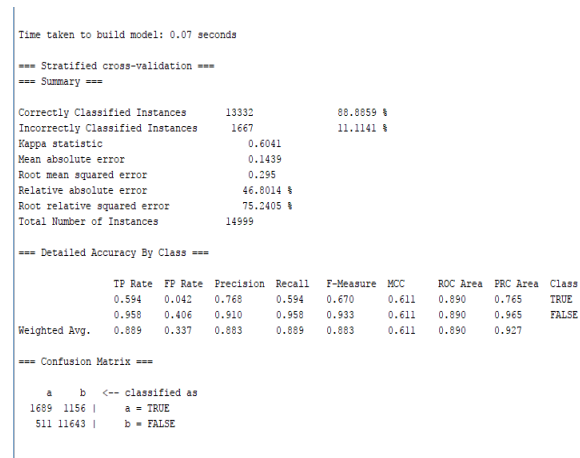 Time taken to build model: 0.07 seconds
=== Stratified cross-validation ===
=== Summary ===
Correctly Classified Instances 13332 88.8859 %
Incorrectly Classified Instances 1667 11.1141 %
Kappa statistic 0.6041
Mean absolute error 0.1439
Root mean squared error 0.295
Relative absolute error 46.8014 %
Root relative squared error 75.2405 %
Total Number of Instances 14999
=== Detailed Accuracy By Class ===
TP Rate FP Rate Precision Recall F-Measure MCC ROC Area PRC Area Class
0.594 0.042 0.768 0.594 0.670 0.611 0.890 0.765 TRUE
0.958 0.406 0.910 0.958 0.933 0.611 0.890 0.965 FALSE
Weighted Avg. 0.889 0.337 0.883 0.889 0.883 0.611 0.890 0.927
=== Confusion Matrix ===
a b <-- classified as
1689 1156 | a = TRUE
511 11643 | b = FALSE